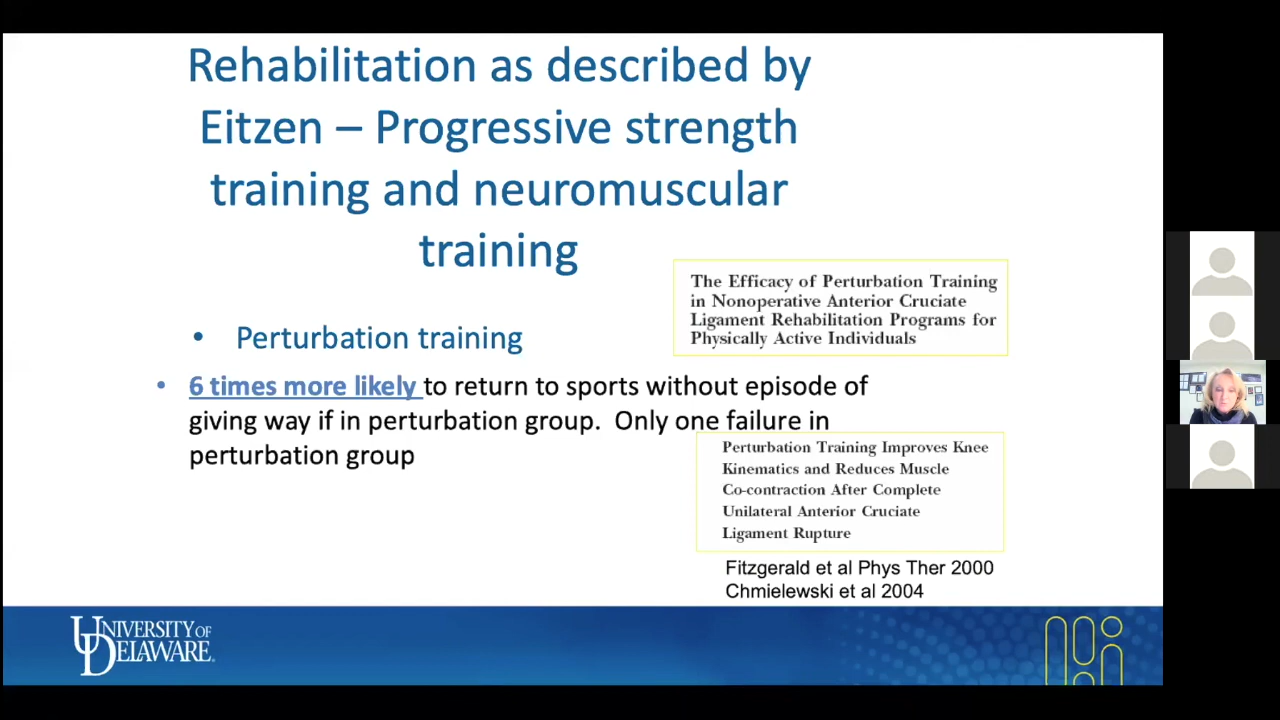 Rehabilitation as described by
Eitzen – Progressive strength
training and neuromuscular
training
The Efficacy of Perturbation Training
in Nonoperative Anterior Cruciate
Ligament Rehabilitation Programs for
Physically Active Individuals
• Perturbation training
• 6 times more likely to return to sports without episode of
giving way if in perturbation group. Only one failure in
perturbation group
Perturbation Training Improves Knee
Kinematics and Reduces Muscle
Co-contraction After Complete
Unilateral Anterior Cruciate
Ligament Rupture
Fitzgerald et al Phys Ther 2000
Chmielewski et al 2004
UNIVERSITY OF
DELAWARE.